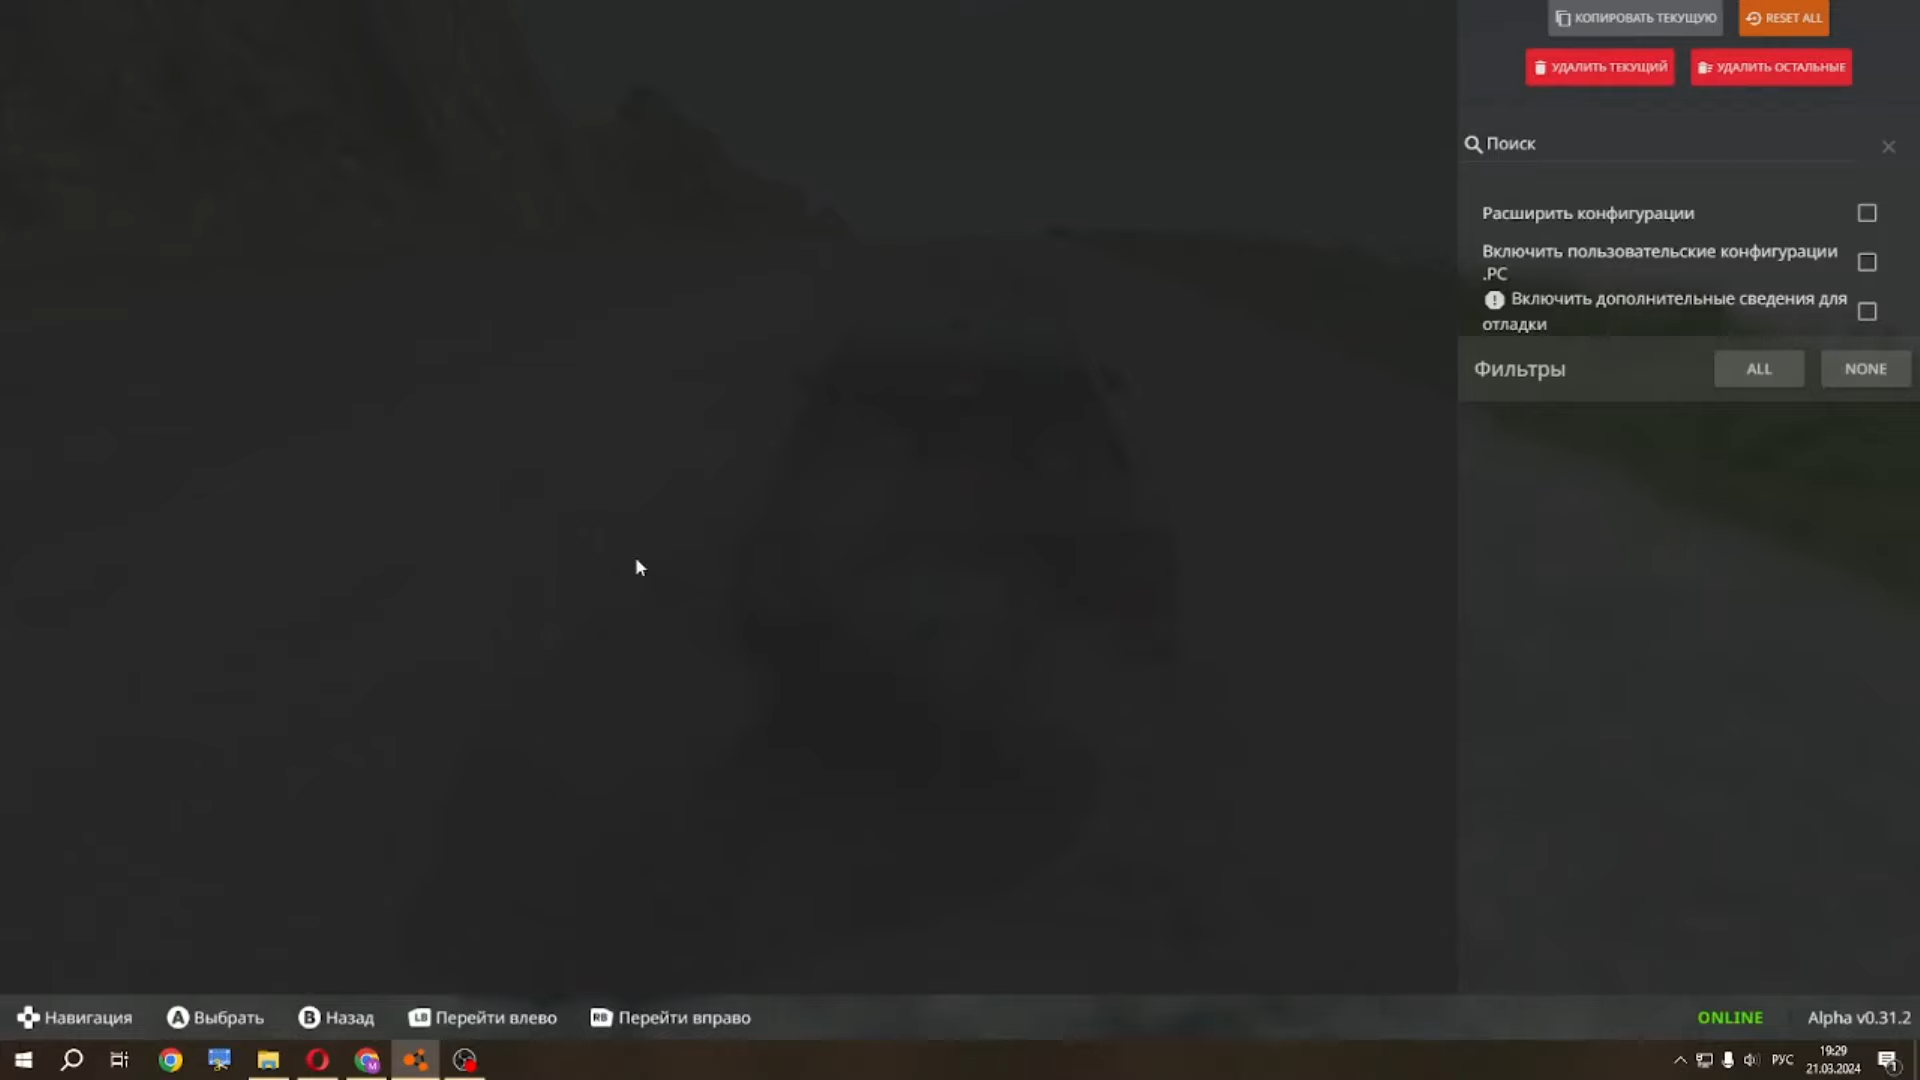 КОПИРОВАТЬ ТЕКУЩУЮ
RESET ALL
УДАЛИТЬ ТЕКУЩИЙ
УДАЛИТЬ ОСТАЛЬНЫЕ
Поиск
Расширить конфигурации
Включить пользовательские конфигурации
.PC
Включить дополнительные сведения для
отладки
Фильтры
ALL
NONE
Навигация
A Выбрать
B Назад
LB Перейти влево
RB Перейти вправо
ONLINE
Alpha v0.31.2
РУС
19:29
21.03.2024